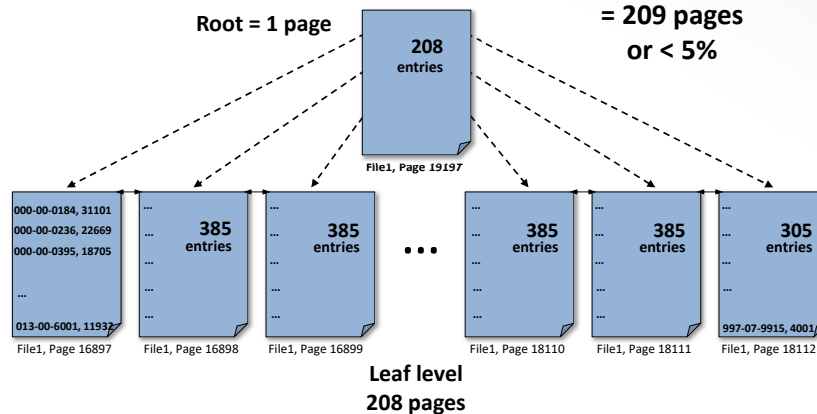 Root = 1 page
= 209 pages
or < 5%
208
entries
File1, Page 19197
000-00-0184, 31101
000-00-0236, 22669
000-00-0395, 18705
...
013-00-6001, 11932
...
...
...
...
...
385
entries
...
...
...
...
...
385
entries
...
...
...
...
...
...
385
entries
...
...
...
...
...
385
entries
...
...
...
...
305
entries
997-07-9915, 4001
File1, Page 16897
File1, Page 16898
File1, Page 16899
File1, Page 18110
File1, Page 18111
File1, Page 18112
Leaf level
208 pages